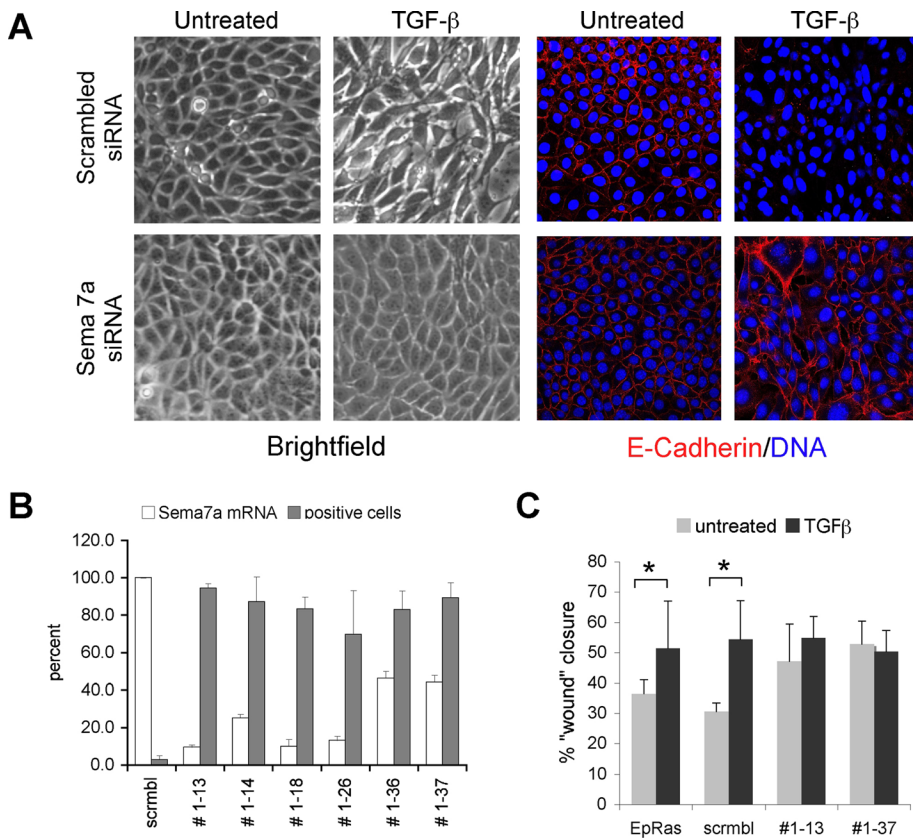 A
Untreated
TGF-β
Untreated
TGF-β
Scrambled
siRNA
Sema 7a
siRNA
Brightfield
E-Cadherin/DNA
B
Sema7a mRNA
positive cells
percent
120.0
100.0
80.0
60.0
40.0
20.0
0.0
scrmbl
# 1-13
# 1-14
# 1-18
# 1-26
# 1-36
# 1-37
C
untreated
TGFβ
% "wound" closure
80
70
60
50
40
30
20
10
0
*
*
EpRas
scrmbl
#1-13
#1-37